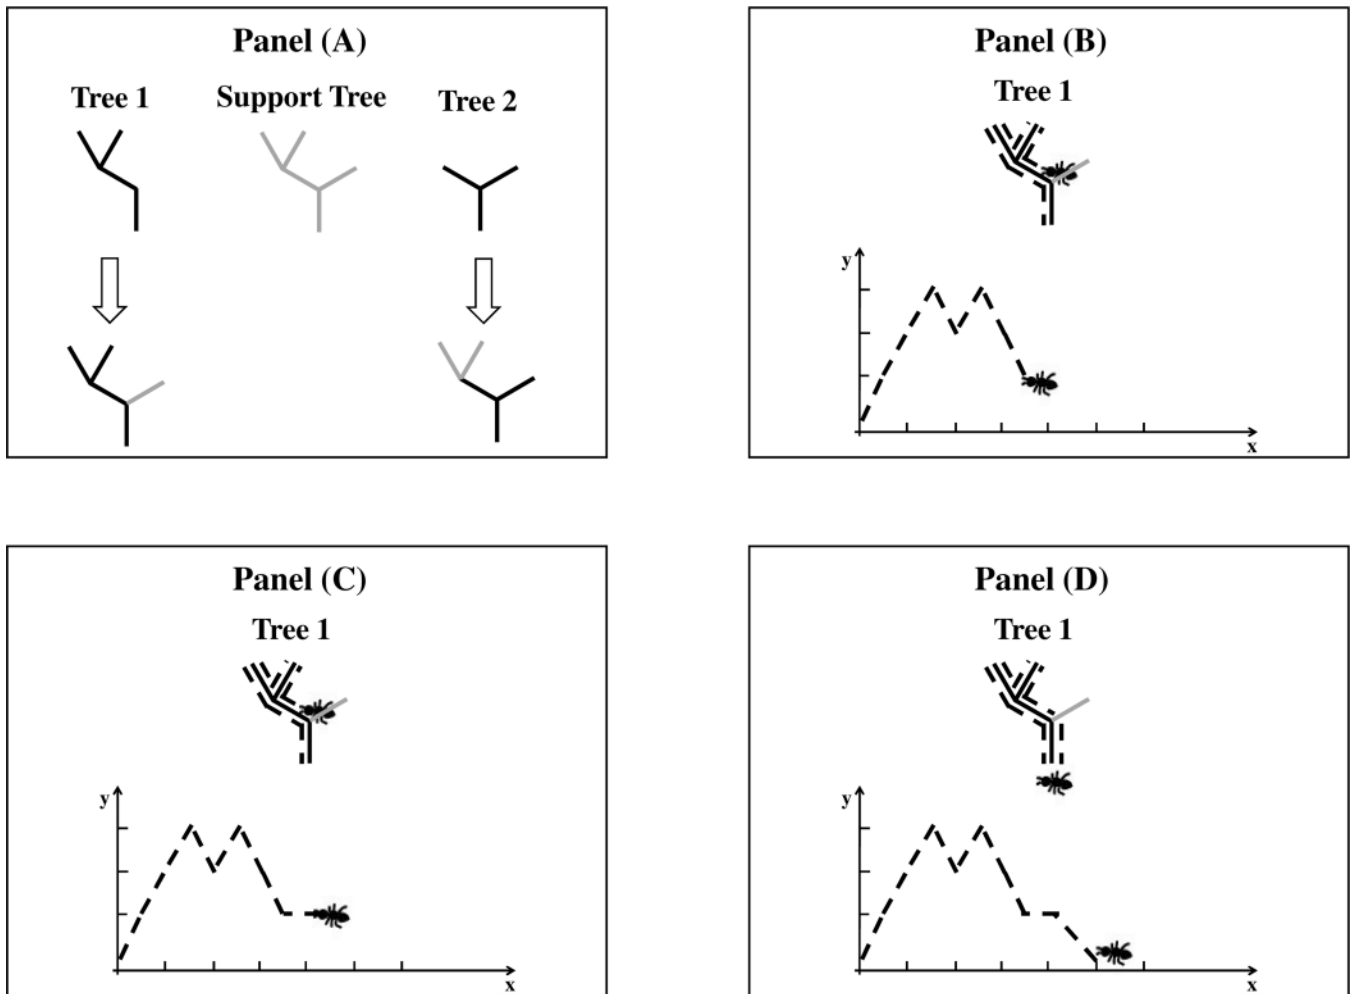 Panel (A)
Tree 1
Support Tree
Tree 2
Panel (B)
Tree 1
y
x
Panel (C)
Tree 1
y
x
Panel (D)
Tree 1
y
x